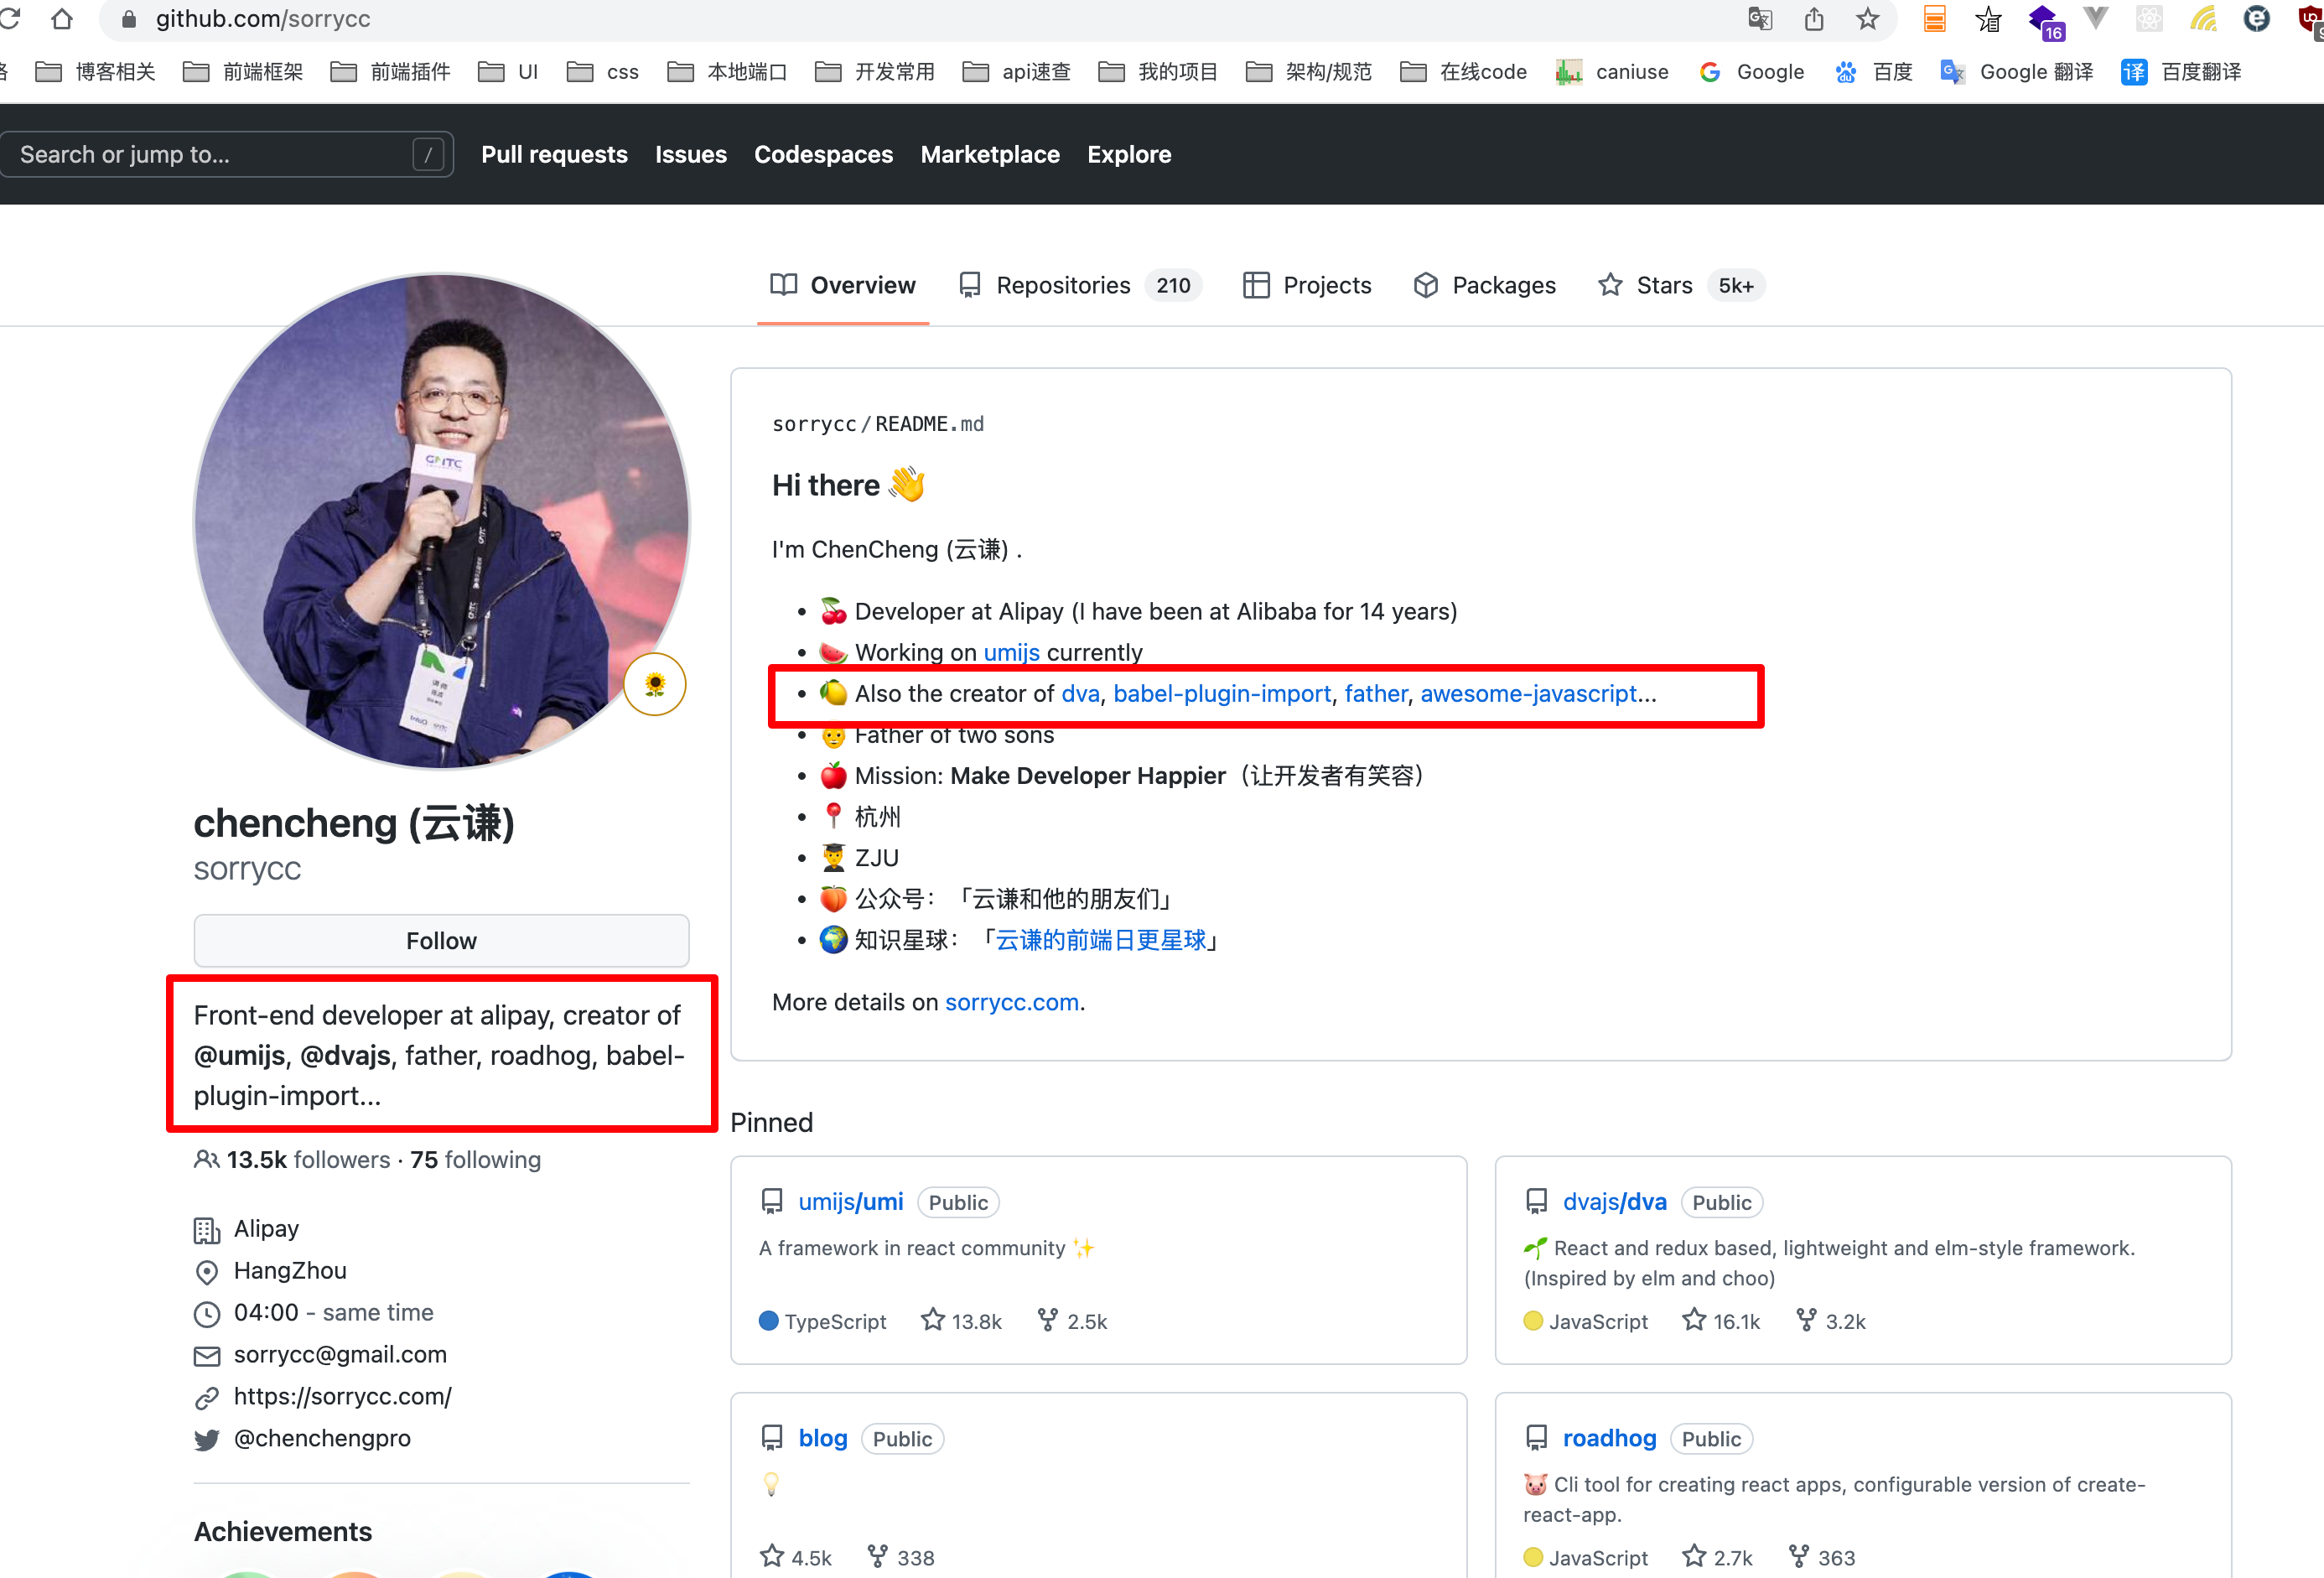 github.com/sorrycc
16
博客相关 前端框架 前端插件 UI css 本地端口 开发常用 api速查 我的项目 架构/规范 在线code caniuse Google 百度 Google 翻译 译 百度翻译
Search or jump to... / Pull requests Issues Codespaces Marketplace Explore
Overview Repositories 210 Projects Packages Stars 5k+
GMTC
chencheng (云谦)
sorrycc
Follow
Front-end developer at alipay, creator of
@umijs, @dvajs, father, roadhog, babel-
plugin-import...
13.5k followers · 75 following
Alipay
HangZhou
04:00 - same time
sorrycc@gmail.com
https://sorrycc.com/
@chenchengpro
Achievements
sorrycc/README.md
Hi there 👋
I'm ChenCheng (云谦) .
• 🍒 Developer at Alipay (I have been at Alibaba for 14 years)
• 🍉 Working on umijs currently
• 🍋 Also the creator of dva, babel-plugin-import, father, awesome-javascript...
• 👨 Father of two sons
• 🍎 Mission: Make Developer Happier（让开发者有笑容）
• 📍 杭州
• 👨‍🎓 ZJU
• 🍑 公众号：「云谦和他的朋友们」
• 🌍 知识星球：「云谦的前端日更星球」
More details on sorrycc.com.
Pinned
umijs/umi Public
A framework in react community ✨
TypeScript 13.8k 2.5k
dvajs/dva Public
🌱 React and redux based, lightweight and elm-style framework.
(Inspired by elm and choo)
JavaScript 16.1k 3.2k
blog Public
💡
4.5k 338
roadhog Public
🐷 Cli tool for creating react apps, configurable version of create-
react-app.
JavaScript 2.7k 363